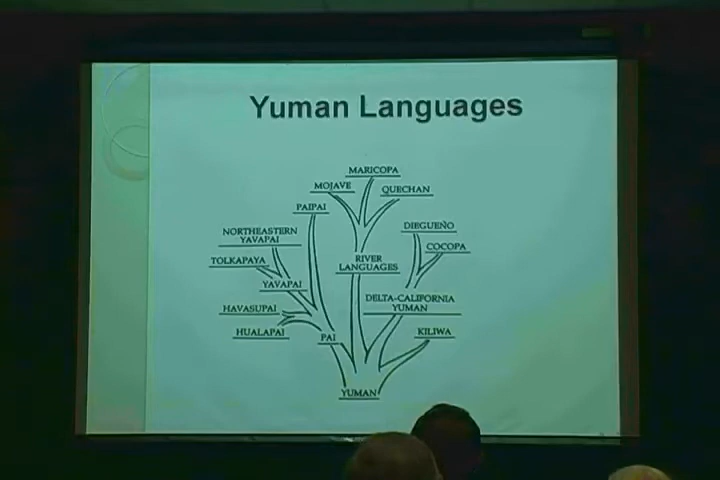 Yuman Languages
MARICOPA
MOJAVE
QUECHAN
PAIPAI
NORTHEASTERN
YAVAPAI
DIEGUEÑO
COCOPA
TOLKAPAYA
RIVER
LANGUAGES
YAVAPAI
DELTA-CALIFORNIA
YUMAN
HAVASUPAI
HUALAPAI
PAI
KILIWA
YUMAN